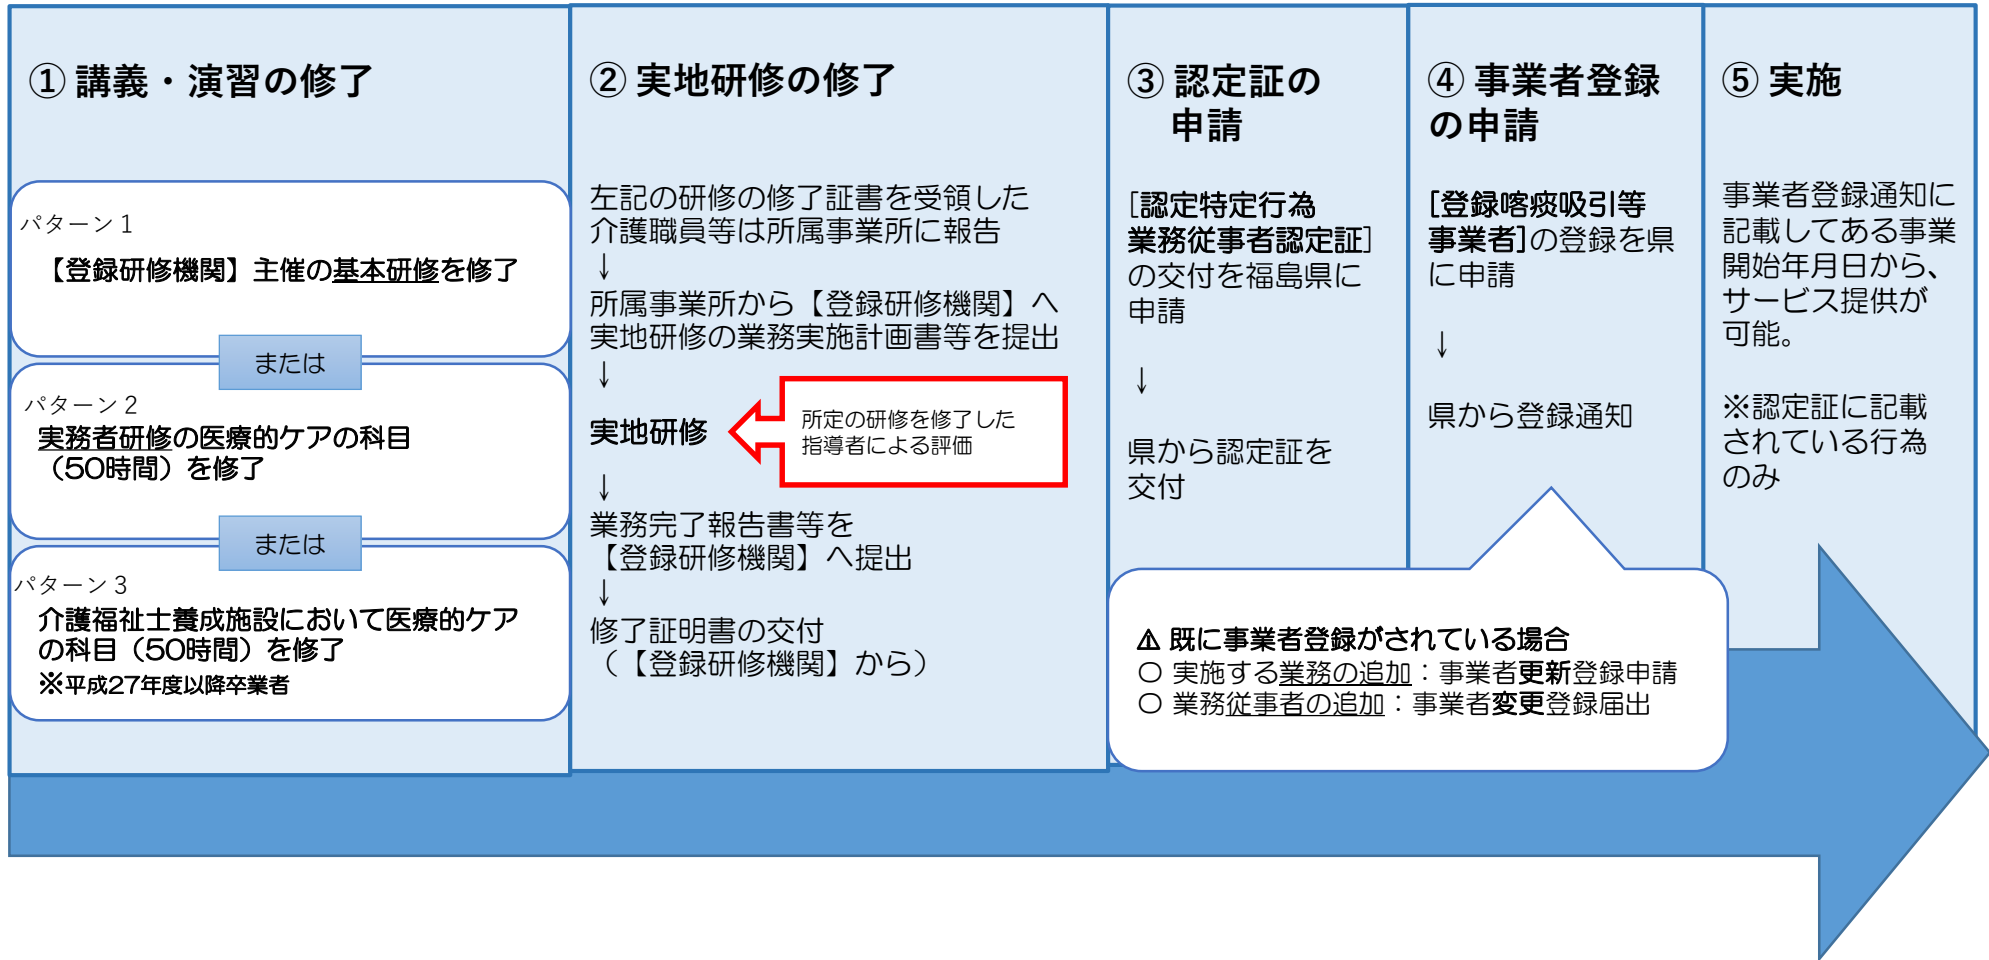 ① 講義・演習の修了
パターン１
【登録研修機関】主催の基本研修を修了
または
パターン２
実務者研修の医療的ケアの科目
（50時間）を修了
または
パターン３
介護福祉士養成施設において医療的ケア
の科目（50時間）を修了
※平成27年度以降卒業者
② 実地研修の修了
左記の研修の修了証書を受領した
介護職員等は所属事業所に報告
↓
所属事業所から【登録研修機関】へ
実地研修の業務実施計画書等を提出
↓
実地研修
所定の研修を修了した
指導者による評価
↓
業務完了報告書等を
【登録研修機関】へ提出
↓
修了証明書の交付
（【登録研修機関】から）
③ 認定証の
申請
[認定特定行為
業務従事者認定証]
の交付を福島県に
申請
↓
県から認定証を
交付
④ 事業者登録
の申請
[登録喀痰吸引等
事業者]の登録を県
に申請
↓
県から登録通知
⚠ 既に事業者登録がされている場合
○ 実施する業務の追加：事業者更新登録申請
○ 業務従事者の追加：事業者変更登録届出
⑤ 実施
事業者登録通知に
記載してある事業
開始年月日から、
サービス提供が
可能。
※認定証に記載
されている行為
のみ